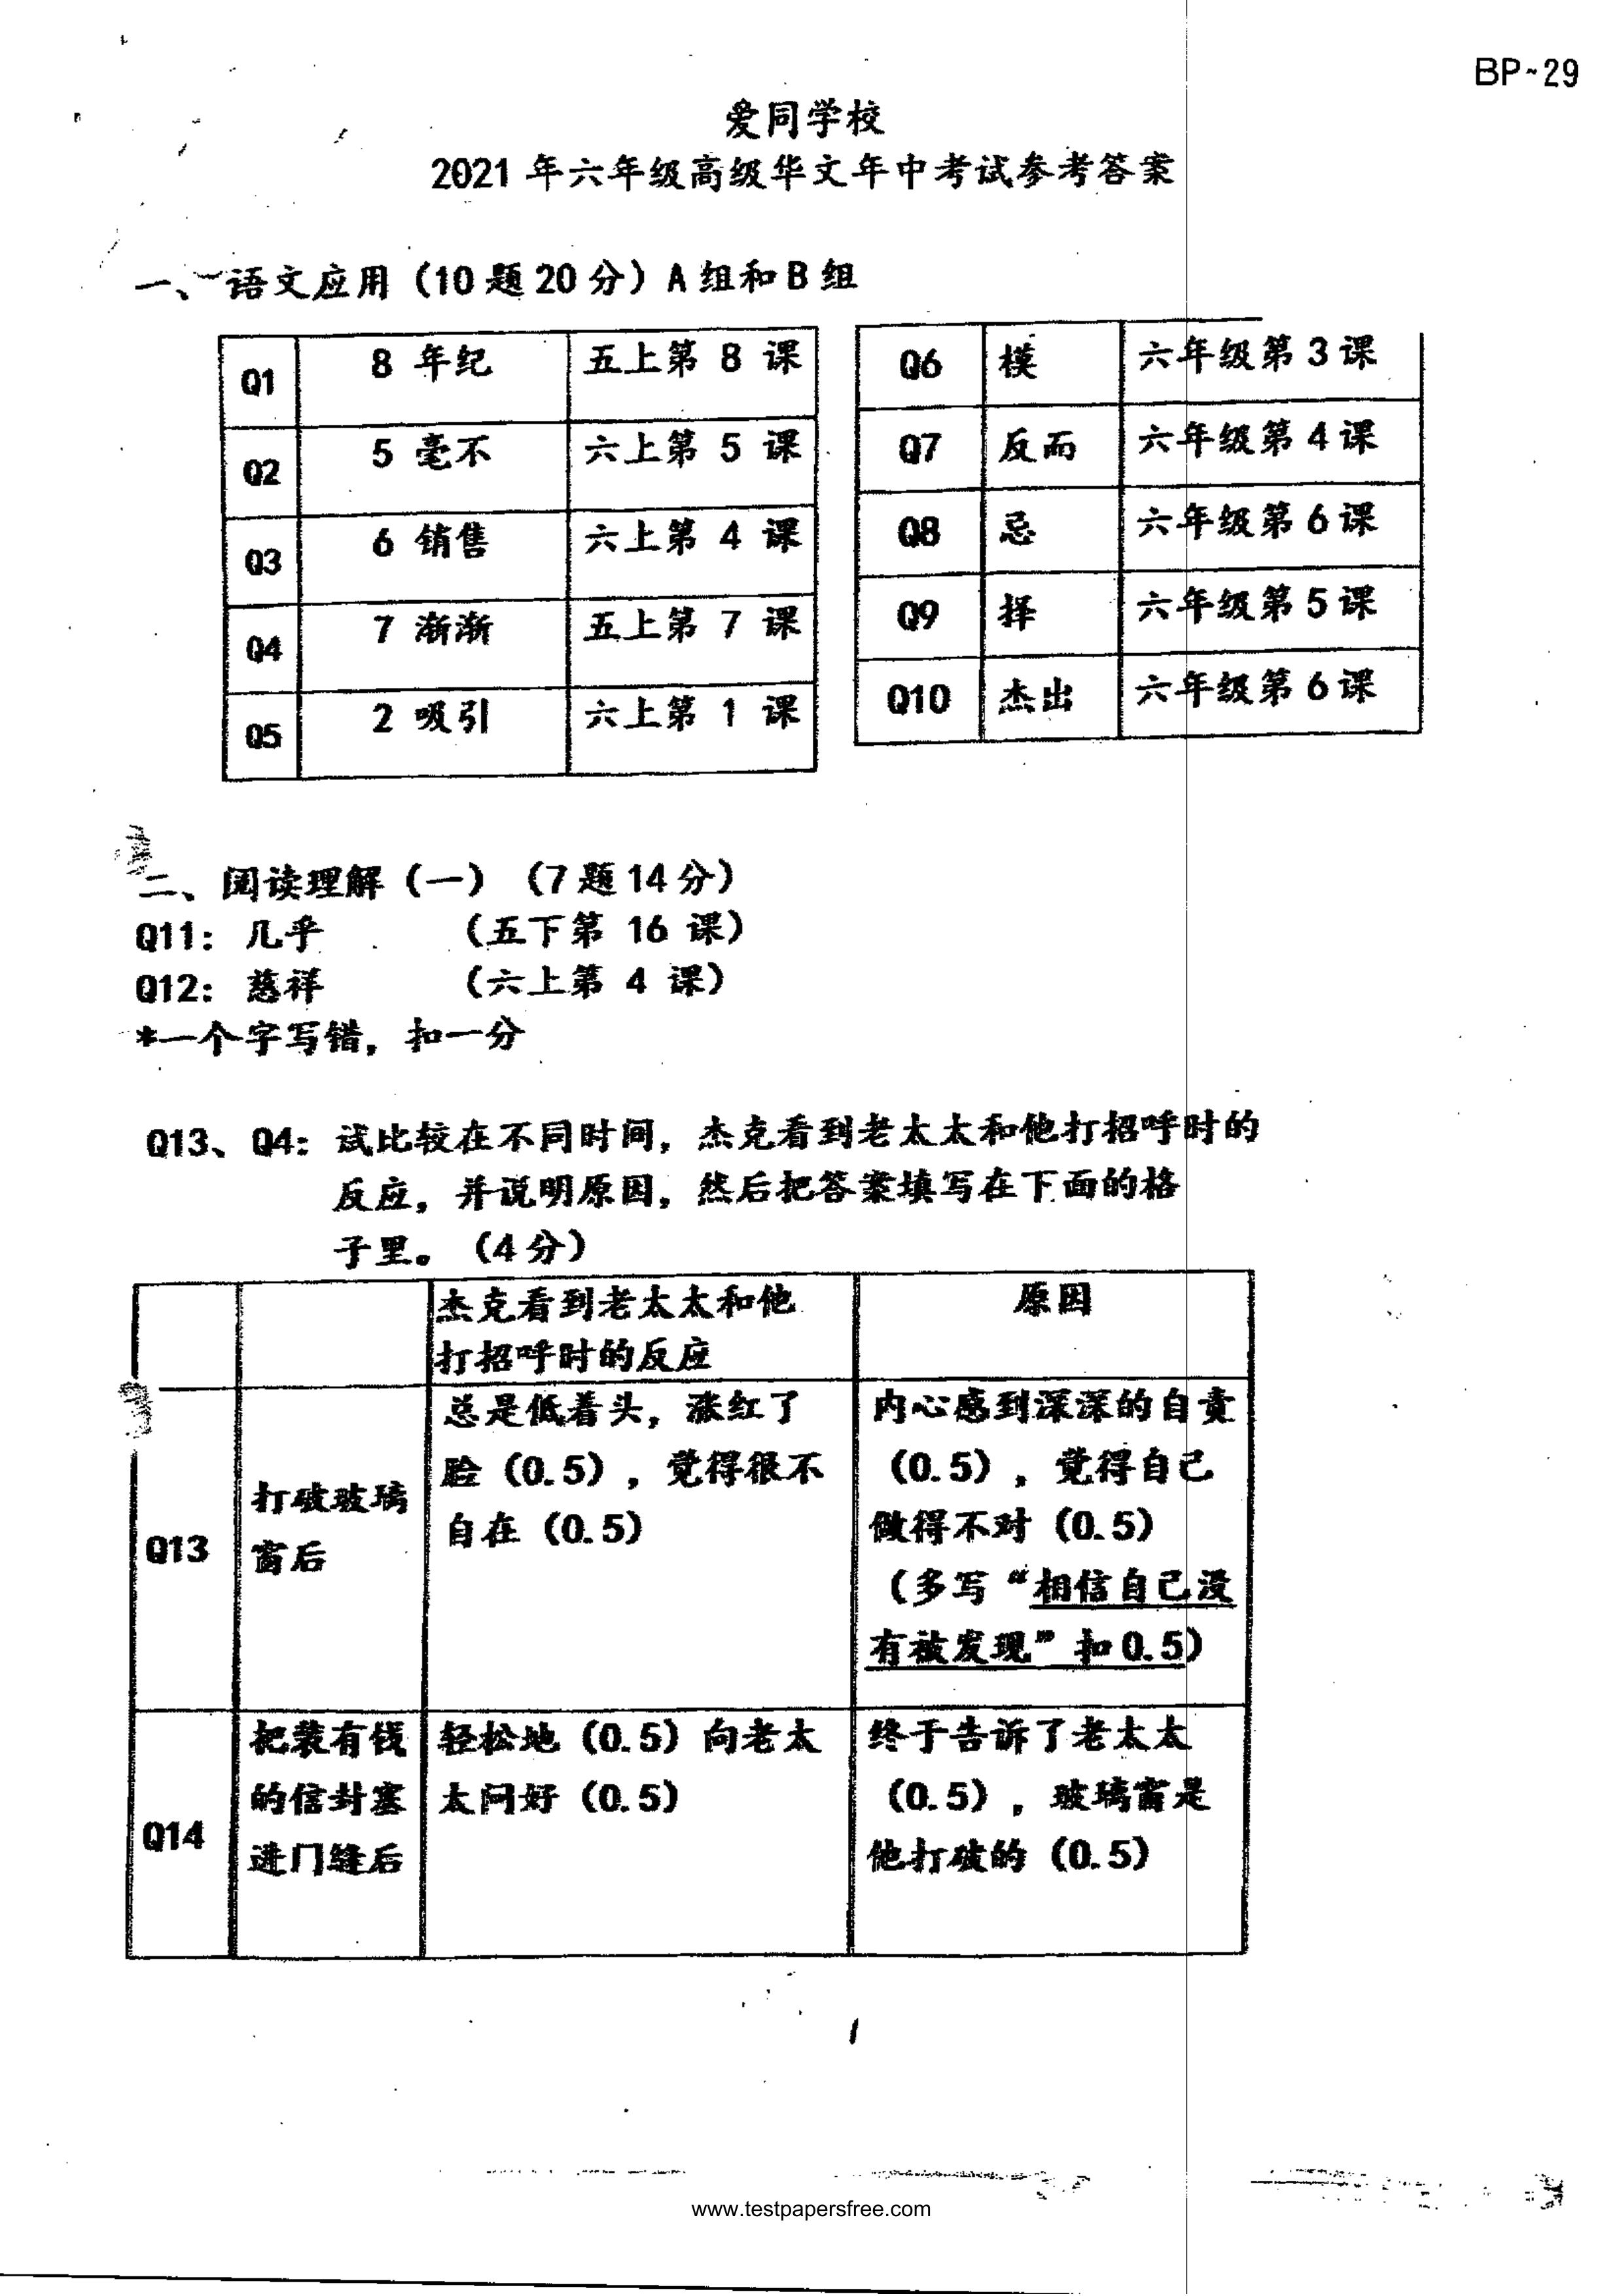 BP-29
爱同学校
2021 年六年级高级华文年中考试参考答案
一、语文应用（10 题 20 分）A 组和 B 组
Q1 8 年纪 五上第 8 课
Q2 5 毫不 六上第 5 课
Q3 6 销售 六上第 4 课
Q4 7 渐渐 五上第 7 课
Q5 2 吸引 六上第 1 课
Q6 模 六年级第 3 课
Q7 反而 六年级第 4 课
Q8 忌 六年级第 6 课
Q9 择 六年级第 5 课
Q10 杰出 六年级第 6 课
二、阅读理解（一）（7 题 14 分）
Q11： 几乎 （五下第 16 课）
Q12： 慈祥 （六上第 4 课）
*一个字写错，扣一分
Q13、Q4： 试比较在不同时间，杰克看到老太太和他打招呼时的
反应，并说明原因，然后把答案填写在下面的格
子里。（4 分）
杰克看到老太太和他
打招呼时的反应
原因
Q13
打破玻璃
窗后
总是低着头，涨红了
脸（0.5），觉得很不
自在（0.5）
内心感到深深的自责
（0.5），觉得自己
做得不对（0.5）
（多写“相信自己没
有被发现”扣 0.5）
Q14
把装有钱
的信封塞
进门缝后
轻松地（0.5）向老太
太问好（0.5）
终于告诉了老太太
（0.5），玻璃窗是
他打破的（0.5）
1
www.testpapersfree.com